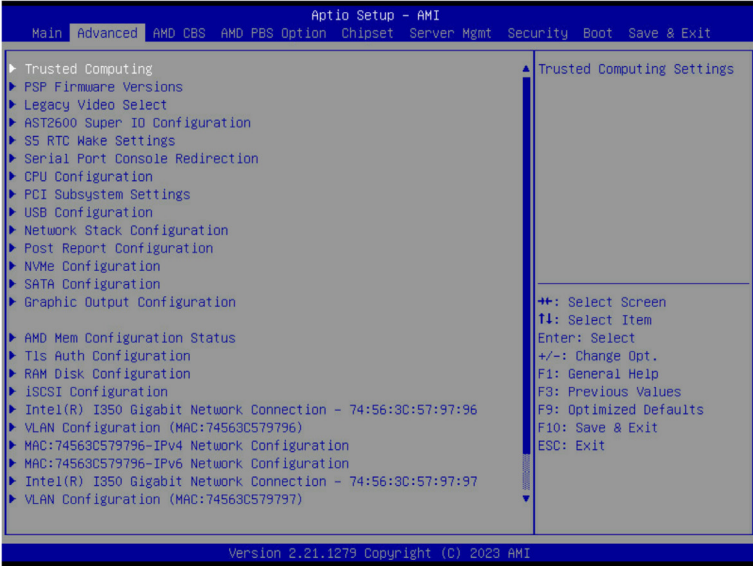 Aptio Setup – AMI
Main Advanced AMD CBS AMD PBS Option Chipset Server Mgmt Security Boot Save & Exit
Trusted Computing
PSP Firmware Versions
Legacy Video Select
AST2600 Super IO Configuration
S5 RTC Wake Settings
Serial Port Console Redirection
CPU Configuration
PCI Subsystem Settings
USB Configuration
Network Stack Configuration
Post Report Configuration
NVMe Configuration
SATA Configuration
Graphic Output Configuration
AMD Mem Configuration Status
Tls Auth Configuration
RAM Disk Configuration
iSCSI Configuration
Intel(R) I350 Gigabit Network Connection – 74:56:3C:57:97:96
VLAN Configuration (MAC:74563C579796)
MAC:74563C579796-IPv4 Network Configuration
MAC:74563C579796-IPv6 Network Configuration
Intel(R) I350 Gigabit Network Connection – 74:56:3C:57:97:97
VLAN Configuration (MAC:74563C579797)
Trusted Computing Settings
→←: Select Screen
↑↓: Select Item
Enter: Select
+/-: Change Opt.
F1: General Help
F3: Previous Values
F9: Optimized Defaults
F10: Save & Exit
ESC: Exit
Version 2.21.1279 Copyright (C) 2023 AMI